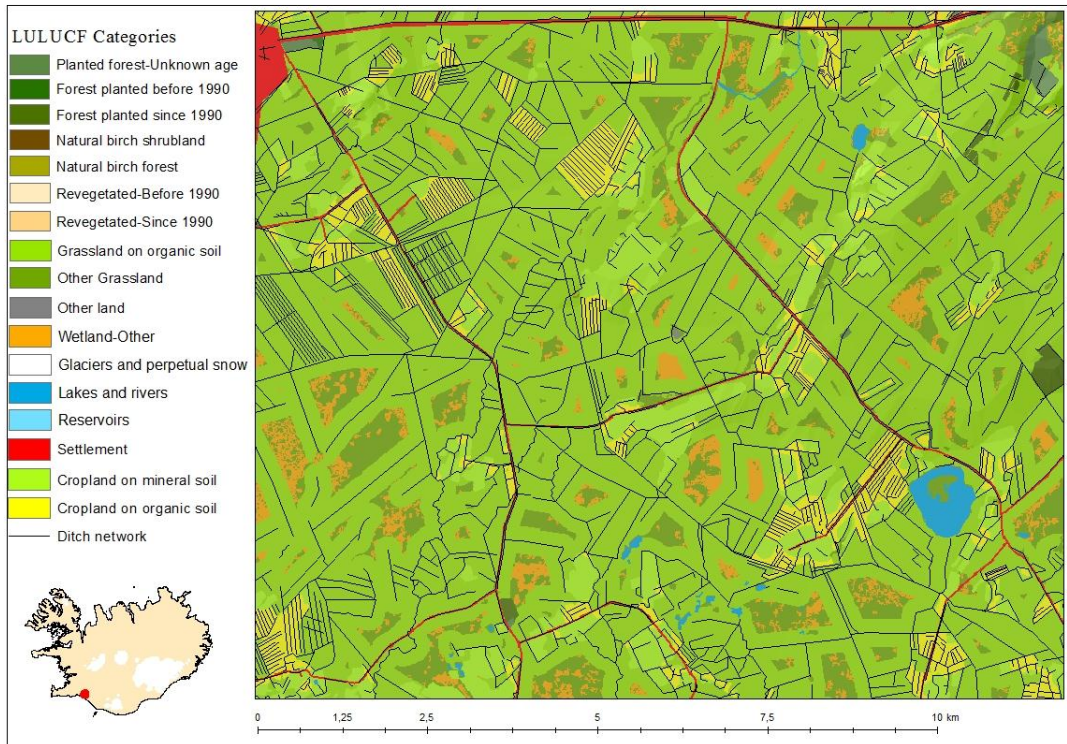 LULUCF Categories
Planted forest-Unknown age
Forest planted before 1990
Forest planted since 1990
Natural birch shrubland
Natural birch forest
Revegetated-Before 1990
Revegetated-Since 1990
Grassland on organic soil
Other Grassland
Other land
Wetland-Other
Glaciers and perpetual snow
Lakes and rivers
Reservoirs
Settlement
Cropland on mineral soil
Cropland on organic soil
Ditch network
0 1,25 2,5 5 7,5 10 km